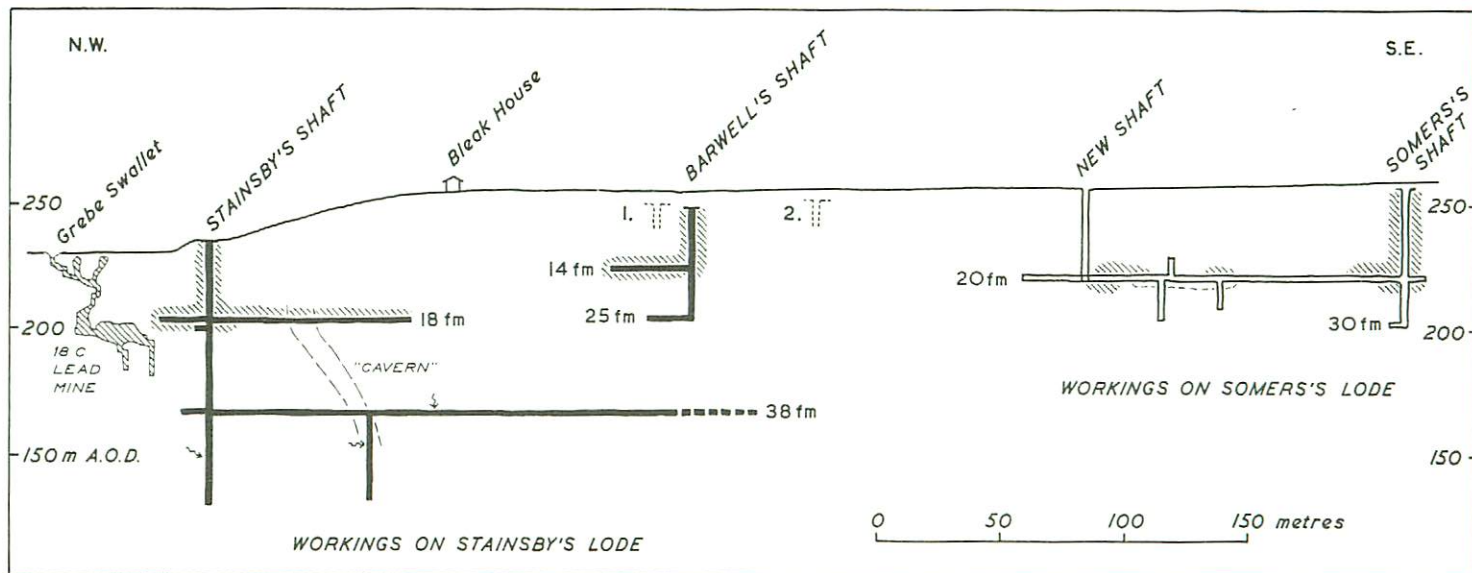 N.W.
S.E.
Grebe Swallet
STAINSBY'S SHAFT
Bleak House
BARWELL'S SHAFT
NEW SHAFT
SOMERS'S
SHAFT
250
250
1.
2.
14 fm
20 fm
25 fm
18 fm
30 fm
200
200
18 C
LEAD
MINE
"CAVERN"
WORKINGS ON SOMERS'S LODE
38 fm
150 m A.O.D.
150
0 50 100 150 metres
WORKINGS ON STAINSBY'S LODE